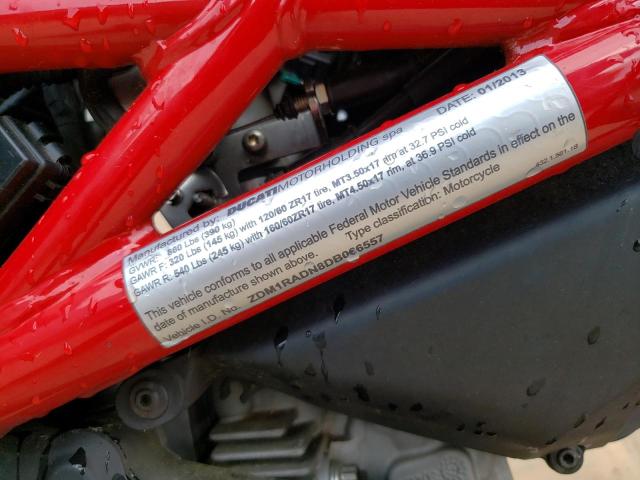 Manufactured by: DUCATIMOTORHOLDING spa DATE: 01/2013
GVWR: 860 Lbs (390 kg)
GAWR F: 320 Lbs (145 kg) with 120/60 ZR17 tire, MT3.50x17 rim at 32.7 PSI cold
GAWR R: 540 Lbs (245 kg) with 160/60ZR17 tire, MT4.50x17 rim, at 36.9 PSI cold
This vehicle conforms to all applicable Federal Motor Vehicle Standards in effect on the
date of manufacture shown above. Type classification: Motorcycle
Vehicle I.D. No. ZDM1RADN8DB066557